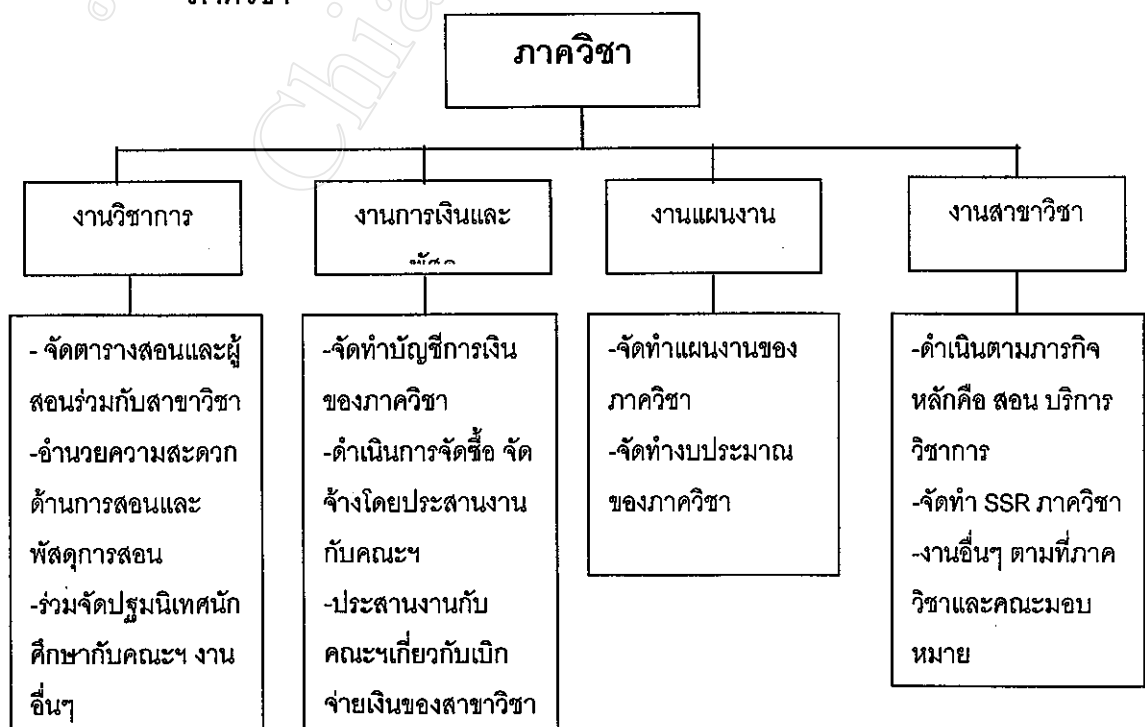 ภาควิชา
งานวิชาการ
งานการเงินและ
งานแผนงาน
งานสาขาวิชา
- จัดตารางสอนและผู้
สอนร่วมกับสาขาวิชา
-อำนวยความสะดวก
ด้านการสอนและ
พัสดุการสอน
-ร่วมจัดปฐมนิเทศนัก
ศึกษากับคณะฯ งาน
อื่นๆ
-จัดทำบัญชีการเงิน
ของภาควิชา
-ดำเนินการจัดซื้อ จัด
จ้างโดยประสานงาน
กับคณะฯ
-ประสานงานกับ
คณะฯเกี่ยวกับเบิก
จ่ายเงินของสาขาวิชา
-จัดทำแผนงานของ
ภาควิชา
-จัดทำงบประมาณ
ของภาควิชา
-ดำเนินตามภารกิจ
หลักคือ สอน บริการ
วิชาการ
-จัดทำ SSR ภาควิชา
-งานอื่นๆ ตามที่ภาค
วิชาและคณะมอบ
หมาย